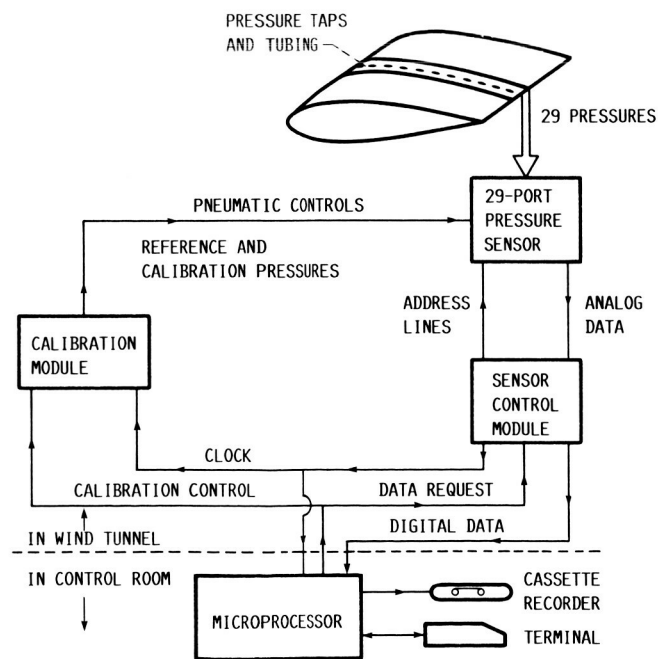 PRESSURE TAPS
AND TUBING
29 PRESSURES
29-PORT
PRESSURE
SENSOR
PNEUMATIC CONTROLS
REFERENCE AND
CALIBRATION PRESSURES
ADDRESS
LINES
ANALOG
DATA
CALIBRATION
MODULE
SENSOR
CONTROL
MODULE
CLOCK
CALIBRATION CONTROL
DATA REQUEST
IN WIND TUNNEL
DIGITAL DATA
IN CONTROL ROOM
MICROPROCESSOR
CASSETTE
RECORDER
TERMINAL